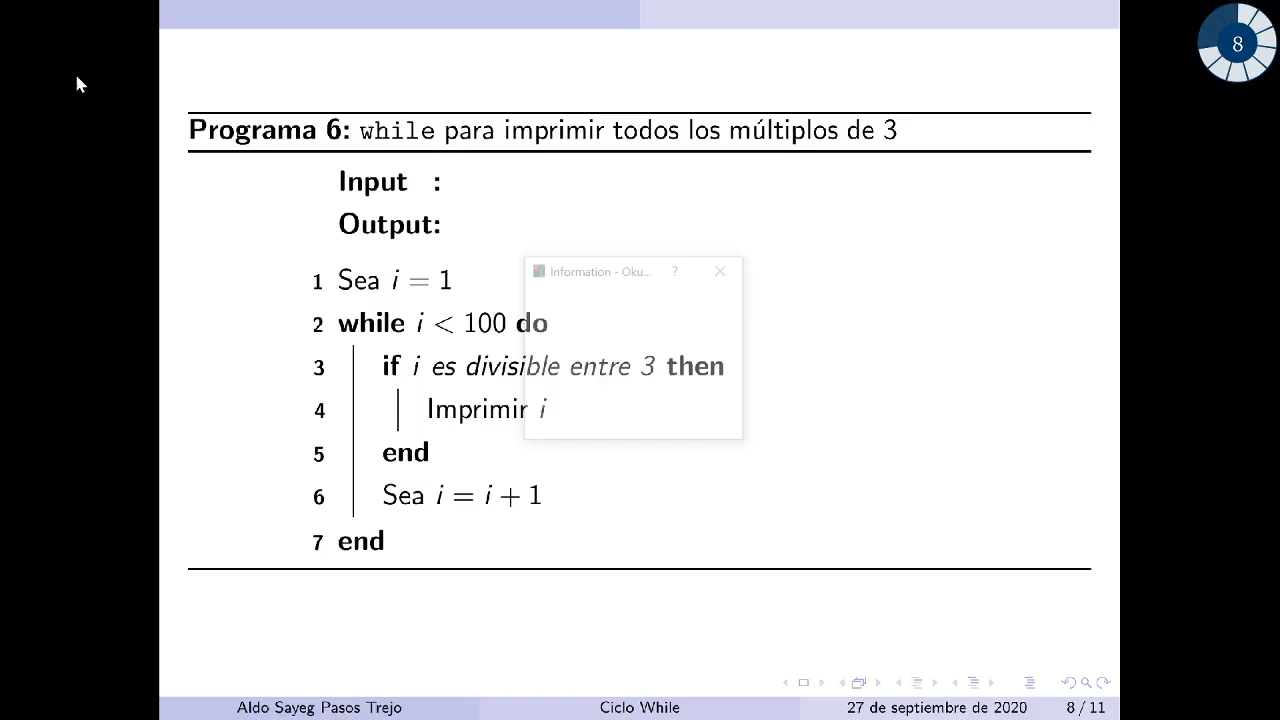 8
Programa 6: while para imprimir todos los múltiplos de 3
Input :
Output:
Information - Oku... ?
1 Sea i = 1
2 while i < 100 do
3 if i es divisible entre 3 then
4 Imprimir i
5 end
6 Sea i = i + 1
7 end
Aldo Sayeg Pasos Trejo Ciclo While 27 de septiembre de 2020 8 / 11